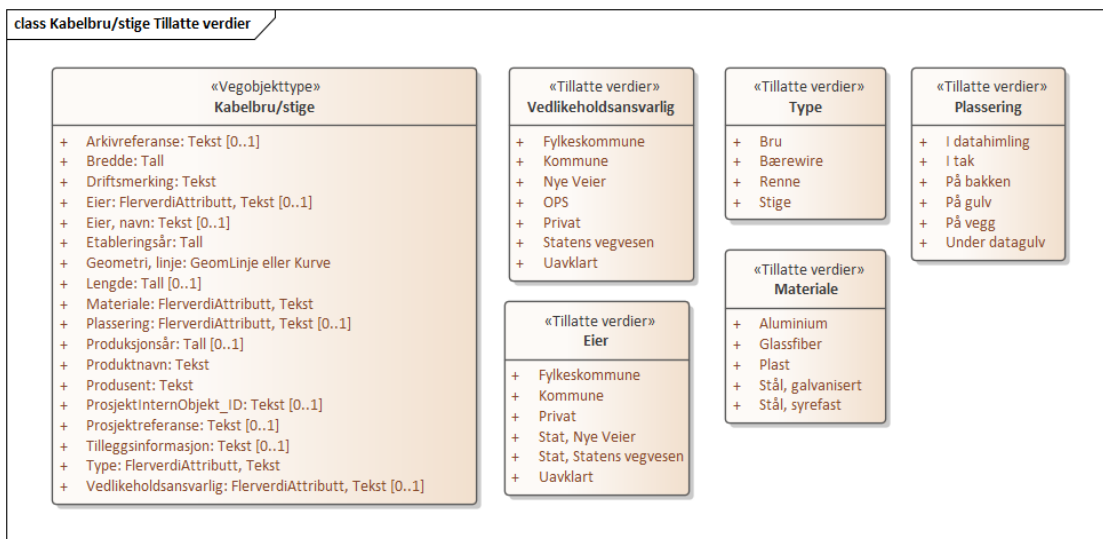 class Kabelbru/stige Tillatte verdier
«Vegobjekttype»
Kabelbru/stige
+ Arkivreferanse: Tekst [0..1]
+ Bredde: Tall
+ Driftsmerking: Tekst
+ Eier: FlerverdiAttributt, Tekst [0..1]
+ Eier, navn: Tekst [0..1]
+ Etableringsår: Tall
+ Geometri, linje: GeomLinje eller Kurve
+ Lengde: Tall [0..1]
+ Materiale: FlerverdiAttributt, Tekst
+ Plassering: FlerverdiAttributt, Tekst [0..1]
+ Produksjonsår: Tall [0..1]
+ Produktnavn: Tekst
+ Produsent: Tekst
+ ProsjektInternObjekt_ID: Tekst [0..1]
+ Prosjektreferanse: Tekst [0..1]
+ Tilleggsinformasjon: Tekst [0..1]
+ Type: FlerverdiAttributt, Tekst
+ Vedlikeholdsansvarlig: FlerverdiAttributt, Tekst [0..1]
«Tillatte verdier»
Vedlikeholdsansvarlig
+ Fylkeskommune
+ Kommune
+ Nye Veier
+ OPS
+ Privat
+ Statens vegvesen
+ Uavklart
«Tillatte verdier»
Type
+ Bru
+ Bærewire
+ Renne
+ Stige
«Tillatte verdier»
Plassering
+ I datahimling
+ I tak
+ På bakken
+ På gulv
+ På vegg
+ Under datagulv
«Tillatte verdier»
Eier
+ Fylkeskommune
+ Kommune
+ Privat
+ Stat, Nye Veier
+ Stat, Statens vegvesen
+ Uavklart
«Tillatte verdier»
Materiale
+ Aluminium
+ Glassfiber
+ Plast
+ Stål, galvanisert
+ Stål, syrefast